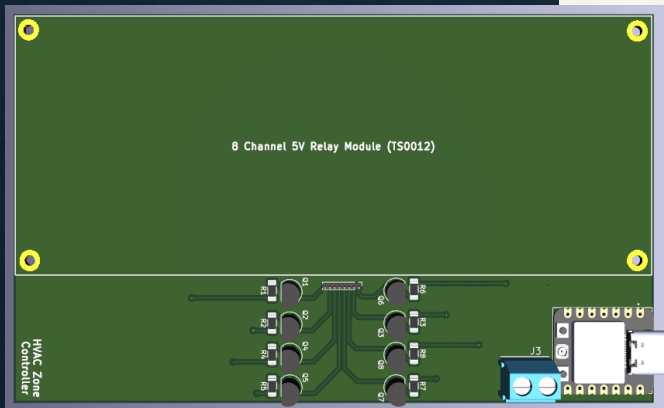 8 Channel 5V Relay Module (TS0012)
R1
Q1
Q6
R6
R2
Q2
Q3
R3
R4
Q4
Q8
R8
R5
Q5
Q7
R7
J3
HVAC Zone
Controller